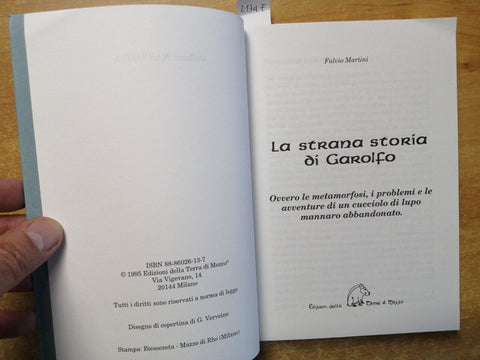 ISBN 88-86026-13-7
© 1995 Edizioni della Terra di Mezzo®
Via Vigevano, 14
20144 Milano
Tutti i diritti sono riservati a norma di legge
Disegno di copertina di G. Verveine
Stampa: Biessezeta - Mazzo di Rho (Milano)
Fulvio Martini
La strana storia
di Garolfo
Ovvero le metamorfosi, i problemi e le
avventure di un cucciolo di lupo
mannaro abbandonato.
Edizioni della Terra di Mezzo